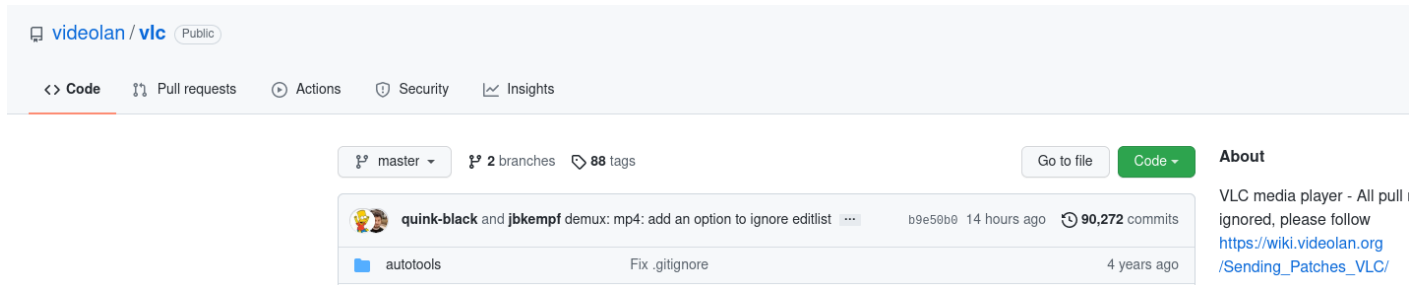 videolan / vlc Public
Code Pull requests Actions Security Insights
master 2 branches 88 tags Go to file Code
quink-black and jbkempf demux: mp4: add an option to ignore editlist ... b9e50b0 14 hours ago 90,272 commits
autotools Fix .gitignore 4 years ago
About
VLC media player - All pull
ignored, please follow
https://wiki.videolan.org
/Sending_Patches_VLC/